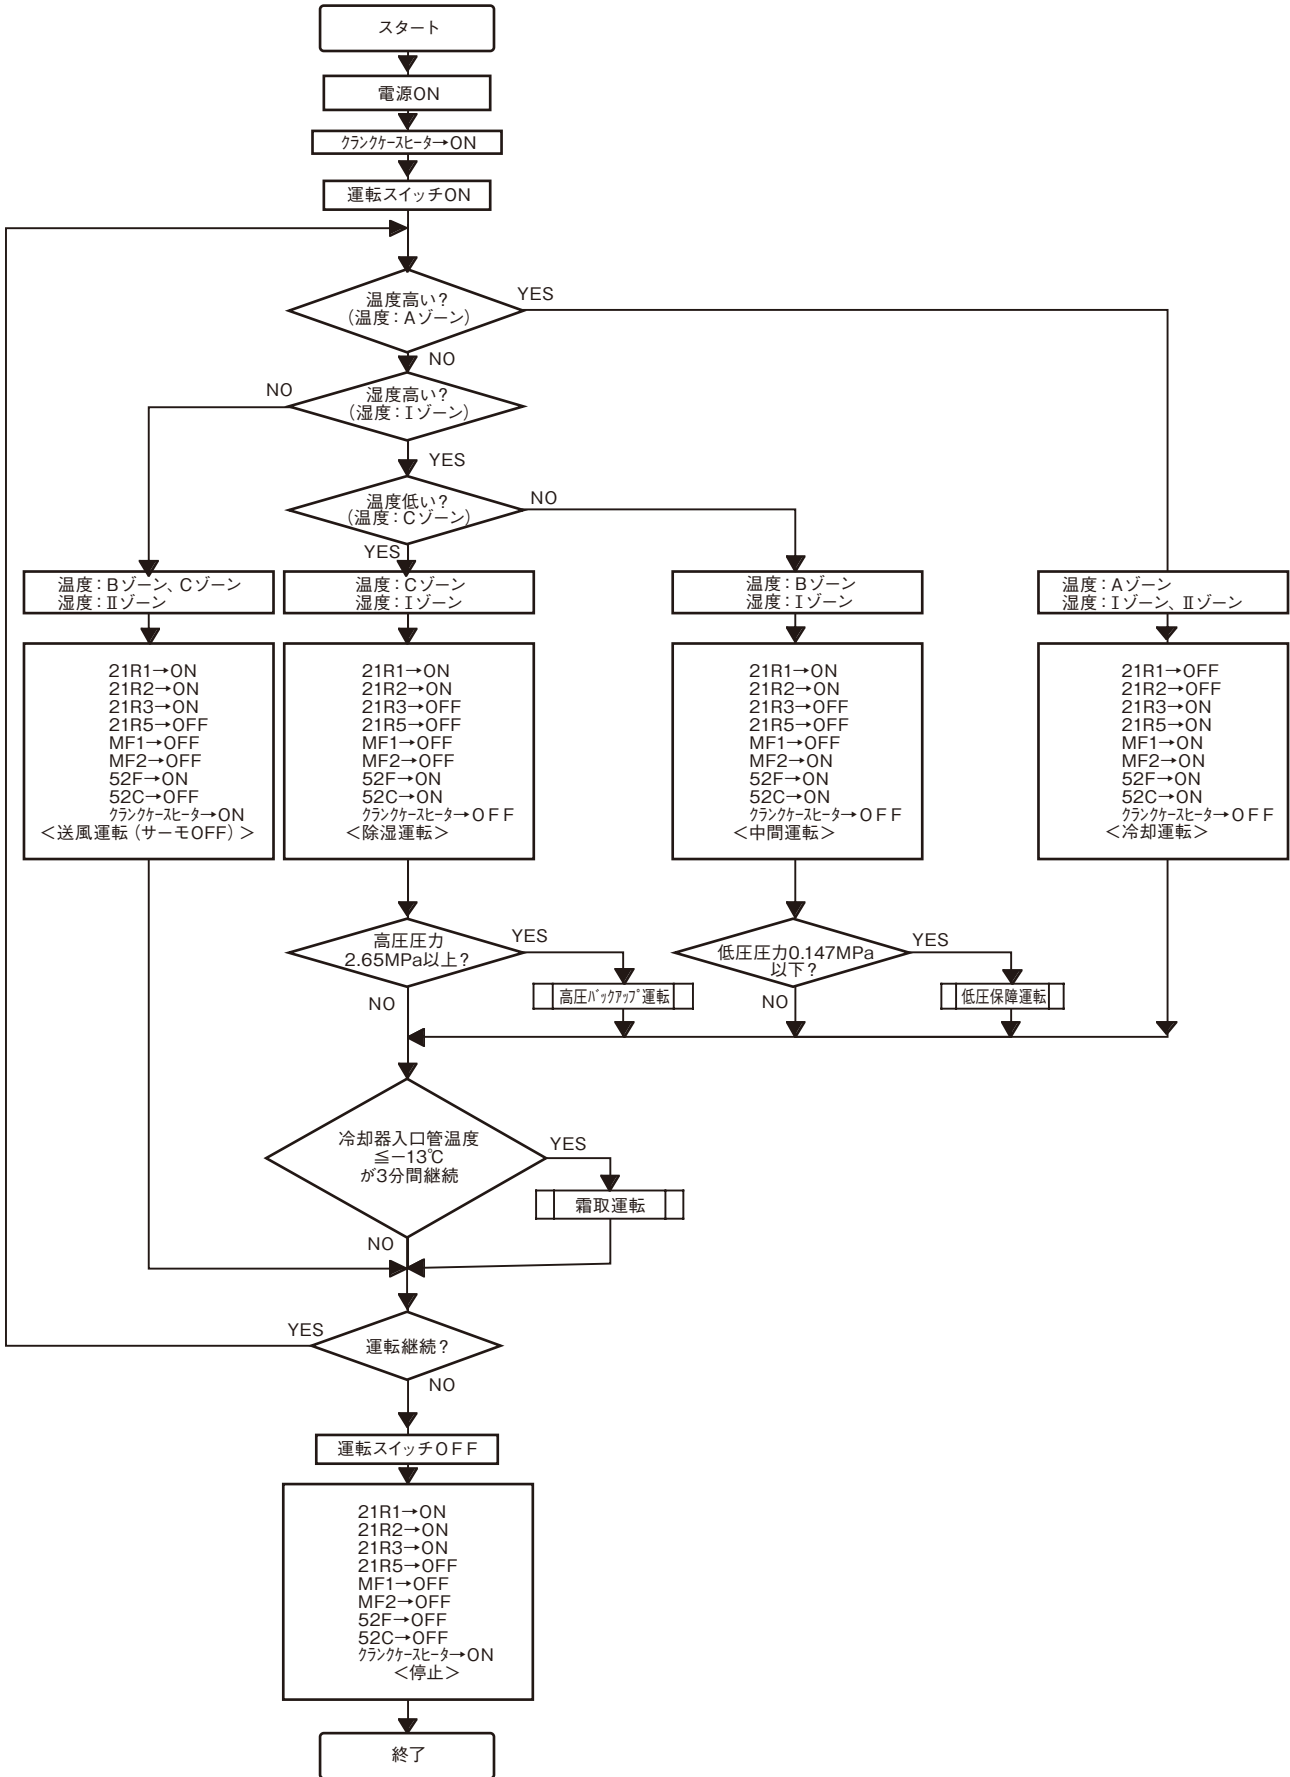 スタート
電源ON
クランクケースヒータ→ON
運転スイッチON
温度高い?
(温度:Aゾーン)
YES
NO
湿度高い?
(湿度:Iゾーン)
NO
YES
温度低い?
(温度:Cゾーン)
NO
YES
温度:Bゾーン、Cゾーン
湿度:Ⅱゾーン
温度:Cゾーン
湿度:Iゾーン
温度:Bゾーン
湿度:Iゾーン
温度:Aゾーン
湿度:Iゾーン、Ⅱゾーン
21R1→ON
21R2→ON
21R3→ON
21R5→OFF
MF1→OFF
MF2→OFF
52F→ON
52C→OFF
クランクケースヒータ→ON
<送風運転(サーモOFF)>
21R1→ON
21R2→ON
21R3→OFF
21R5→OFF
MF1→OFF
MF2→OFF
52F→ON
52C→ON
クランクケースヒータ→OFF
<除湿運転>
21R1→ON
21R2→ON
21R3→OFF
21R5→OFF
MF1→OFF
MF2→ON
52F→ON
52C→ON
クランクケースヒータ→OFF
<中間運転>
21R1→OFF
21R2→OFF
21R3→ON
21R5→ON
MF1→ON
MF2→ON
52F→ON
52C→ON
クランクケースヒータ→OFF
<冷却運転>
高圧圧力
2.65MPa以上?
YES
高圧バックアップ運転
NO
低圧圧力0.147MPa
以下?
YES
低圧保障運転
NO
冷却器入口管温度
≦−13℃
が3分間継続
YES
霜取運転
NO
運転継続?
YES
NO
運転スイッチOFF
21R1→ON
21R2→ON
21R3→ON
21R5→OFF
MF1→OFF
MF2→OFF
52F→OFF
52C→OFF
クランクケースヒータ→ON
<停止>
終了